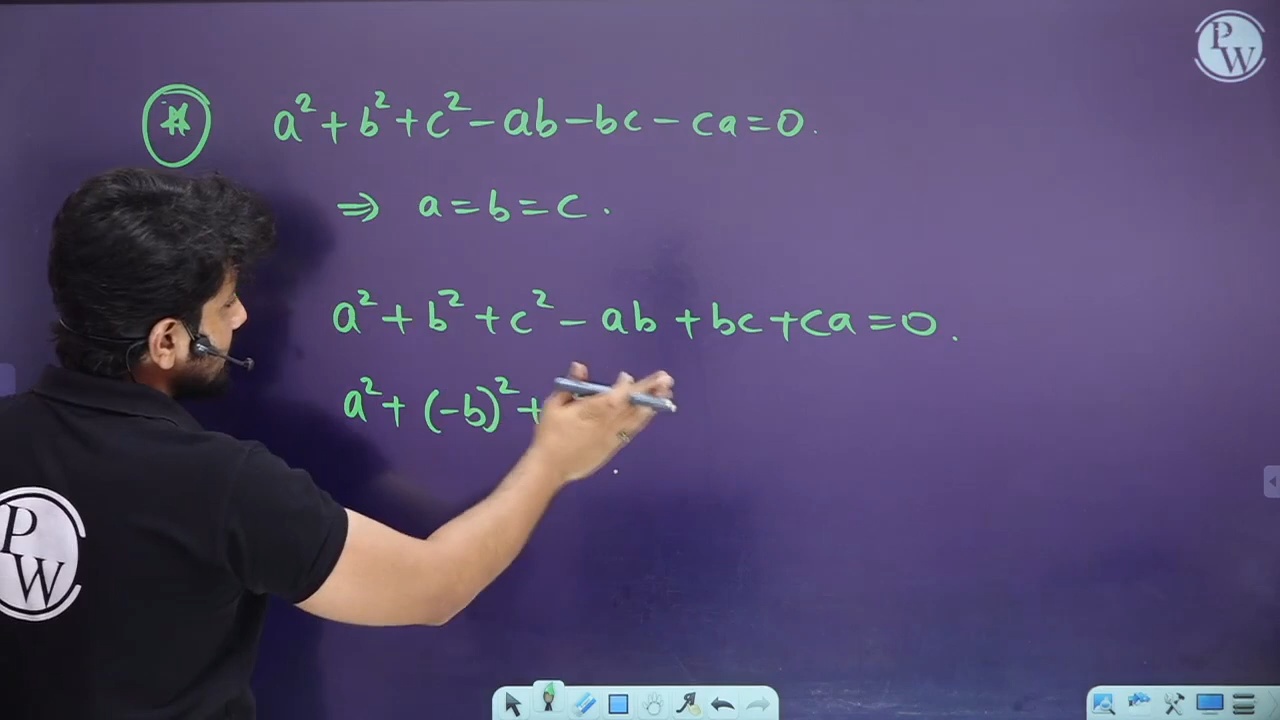 PW
* a² + b² + c² - ab - bc - ca = 0.
⇒ a = b = c.
a² + b² + c² - ab + bc + ca = 0.
a² + (-b)² +
PW